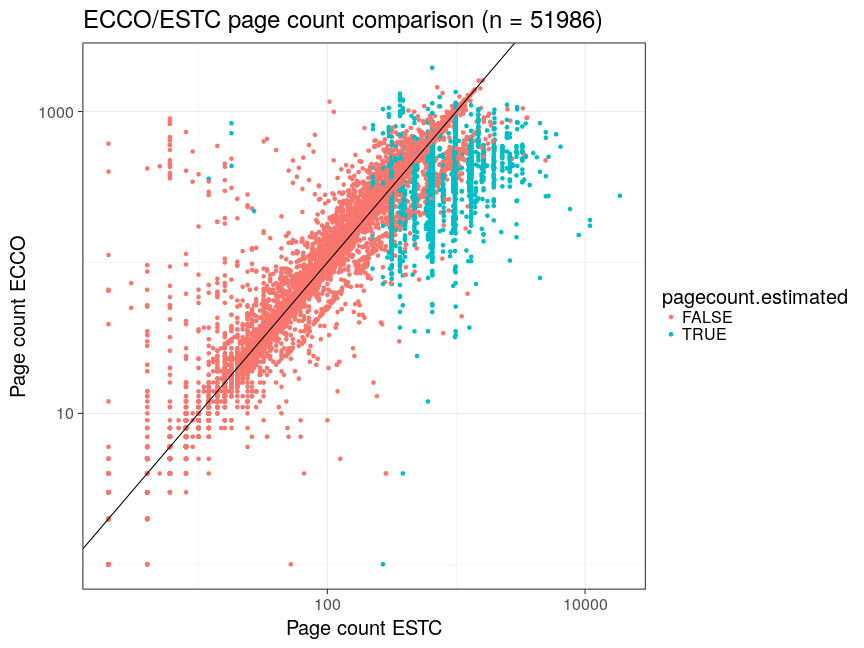 ECCO/ESTC page count comparison (n = 51986)
1000
10
Page count ECCO
100
10000
Page count ESTC
pagecount.estimated
FALSE
TRUE